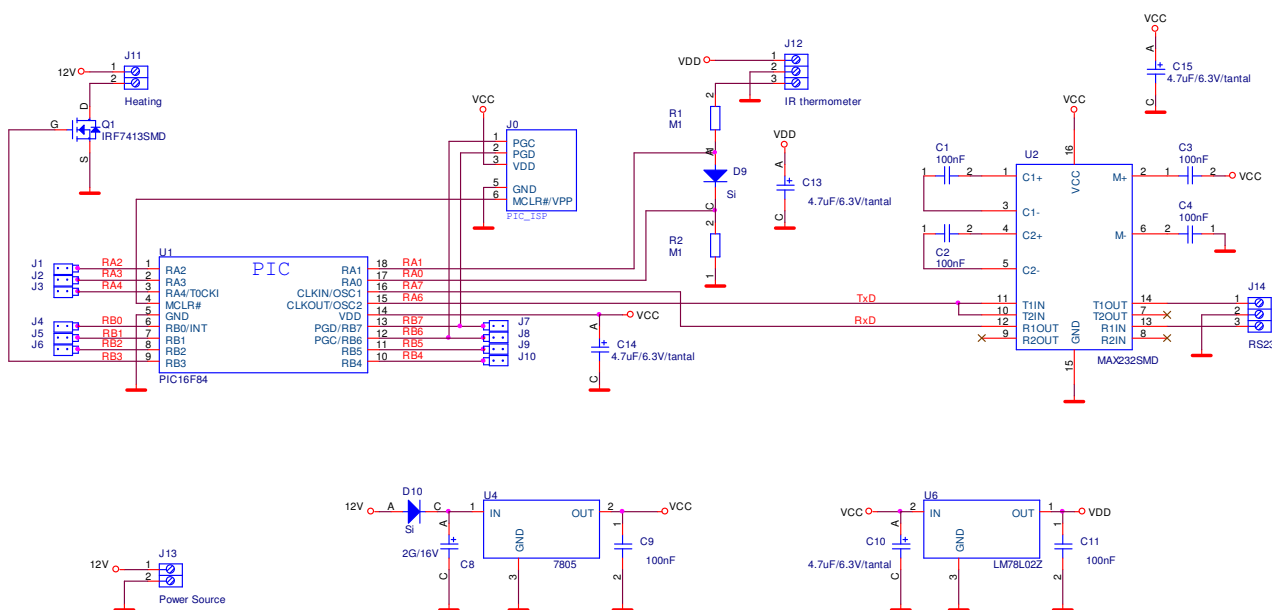 J11
12V
1
2
Heating
D
G
Q1
IRF7413SMD
S
VCC
J0
1 PGC
2 PGD
3 VDD
5 GND
6 MCLR#/VPP
PIC_ISP
J12
VDD
1
2
3
IR thermometer
2
R1
M1
A
D9
Si
C
2
R2
M1
1
VDD
A
C13
4.7uF/6.3V/tantal
C
VCC
A
C15
4.7uF/6.3V/tantal
C
VCC
16
U2
VCC
C1
100nF
1
2
1 C1+
3 C1-
1
2
4 C2+
C2
100nF
5 C2-
M+ 2
1
C3
100nF
2
VCC
C4
100nF
M- 6
2
1
11 T1IN
10 T2IN
12 R1OUT
9 R2OUT
T1OUT 14
T2OUT 7
R1IN 13
R2IN 8
GND
15
MAX232SMD
J14
1
2
3
RS23
TxD
RxD
U1
PIC
J1 RA2 1 RA2
J2 RA3 2 RA3
J3 RA4 3 RA4/T0CKI
4 MCLR#
5 GND
J4 RB0 6 RB0/INT
J5 RB1 7 RB1
J6 RB2 8 RB2
RB3 9 RB3
PIC16F84
RA1 18 RA1
RA0 17 RA0
CLKIN/OSC1 16 RA7
CLKOUT/OSC2 15 RA6
VDD 14
PGD/RB7 13 RB7 J7
PGC/RB6 12 RB6 J8
RB5 11 RB5 J9
RB4 10 RB4 J10
VCC
A
C14
4.7uF/6.3V/tantal
C
12V
A
D10
Si
C
A
2G/16V
C8
C
U4
1 IN
OUT 2
GND
3
7805
VCC
1
C9
100nF
2
VCC
A
C10
4.7uF/6.3V/tantal
C
U6
2 IN
OUT 1
GND
3
LM78L02Z
VDD
1
C11
100nF
2
J13
12V
1
2
Power Source